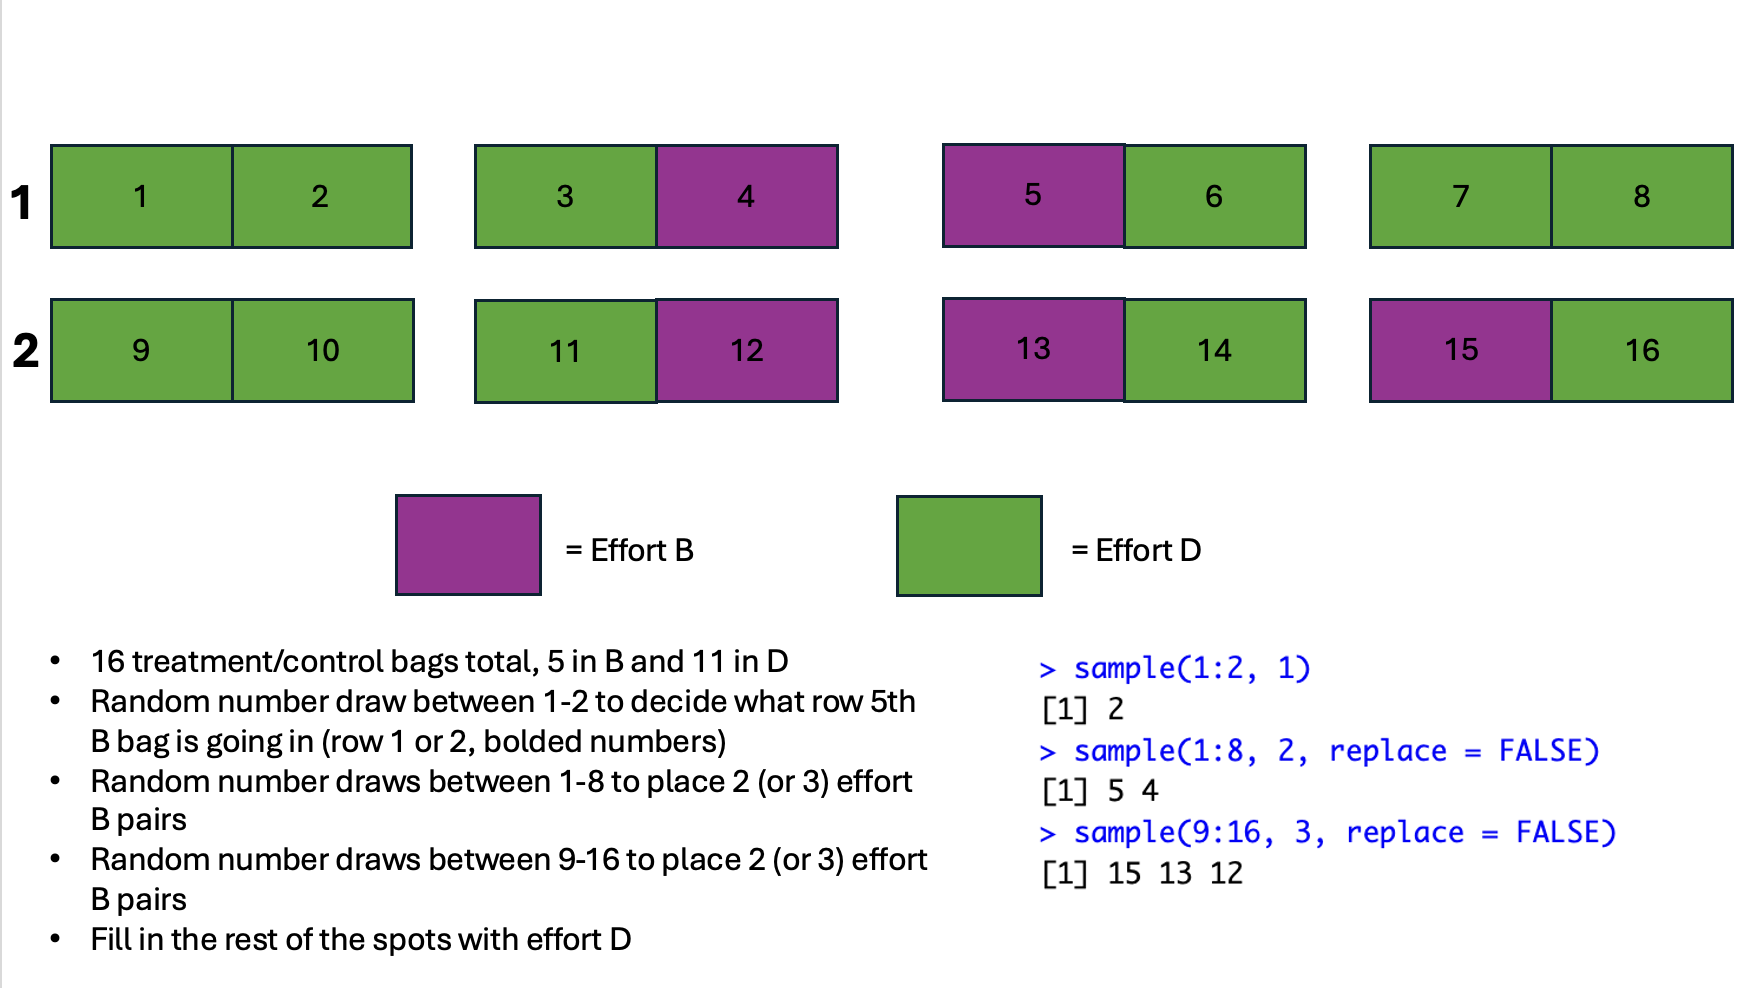 1 1 2 3 4 5 6 7 8
2 9 10 11 12 13 14 15 16
= Effort B = Effort D
• 16 treatment/control bags total, 5 in B and 11 in D
• Random number draw between 1-2 to decide what row 5th
B bag is going in (row 1 or 2, bolded numbers)
• Random number draws between 1-8 to place 2 (or 3) effort
B pairs
• Random number draws between 9-16 to place 2 (or 3) effort
B pairs
• Fill in the rest of the spots with effort D
> sample(1:2, 1)
[1] 2
> sample(1:8, 2, replace = FALSE)
[1] 5 4
> sample(9:16, 3, replace = FALSE)
[1] 15 13 12